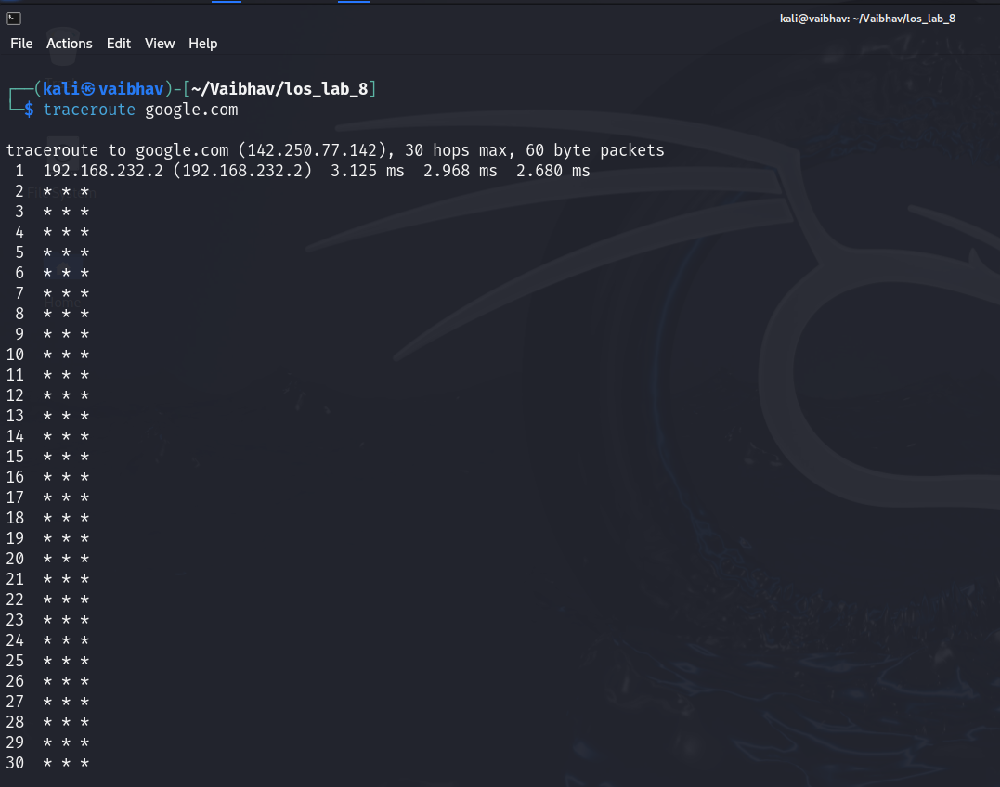 kali@vaibhav: ~/Vaibhav/los_lab_8
File Actions Edit View Help
┌──(kali㉿vaibhav)-[~/Vaibhav/los_lab_8]
└─$ traceroute google.com
traceroute to google.com (142.250.77.142), 30 hops max, 60 byte packets
 1  192.168.232.2 (192.168.232.2)  3.125 ms  2.968 ms  2.680 ms
 2  * * *
 3  * * *
 4  * * *
 5  * * *
 6  * * *
 7  * * *
 8  * * *
 9  * * *
10  * * *
11  * * *
12  * * *
13  * * *
14  * * *
15  * * *
16  * * *
17  * * *
18  * * *
19  * * *
20  * * *
21  * * *
22  * * *
23  * * *
24  * * *
25  * * *
26  * * *
27  * * *
28  * * *
29  * * *
30  * * *
Home